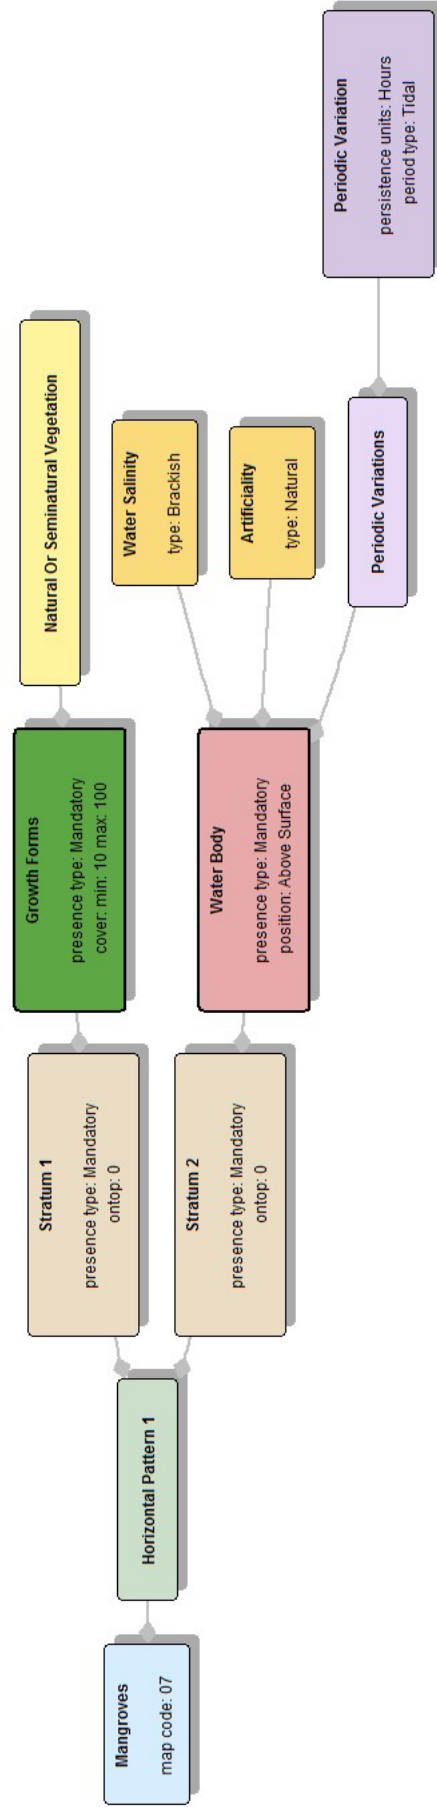 Mangroves
map code: 07
Horizontal Pattern 1
Stratum 1
presence type: Mandatory
ontop: 0
Growth Forms
presence type: Mandatory
cover: min: 10 max: 100
Natural Or Seminatural Vegetation
Stratum 2
presence type: Mandatory
ontop: 0
Water Body
presence type: Mandatory
position: Above Surface
Water Salinity
type: Brackish
Artificiality
type: Natural
Periodic Variations
Periodic Variation
persistence units: Hours
period type: Tidal